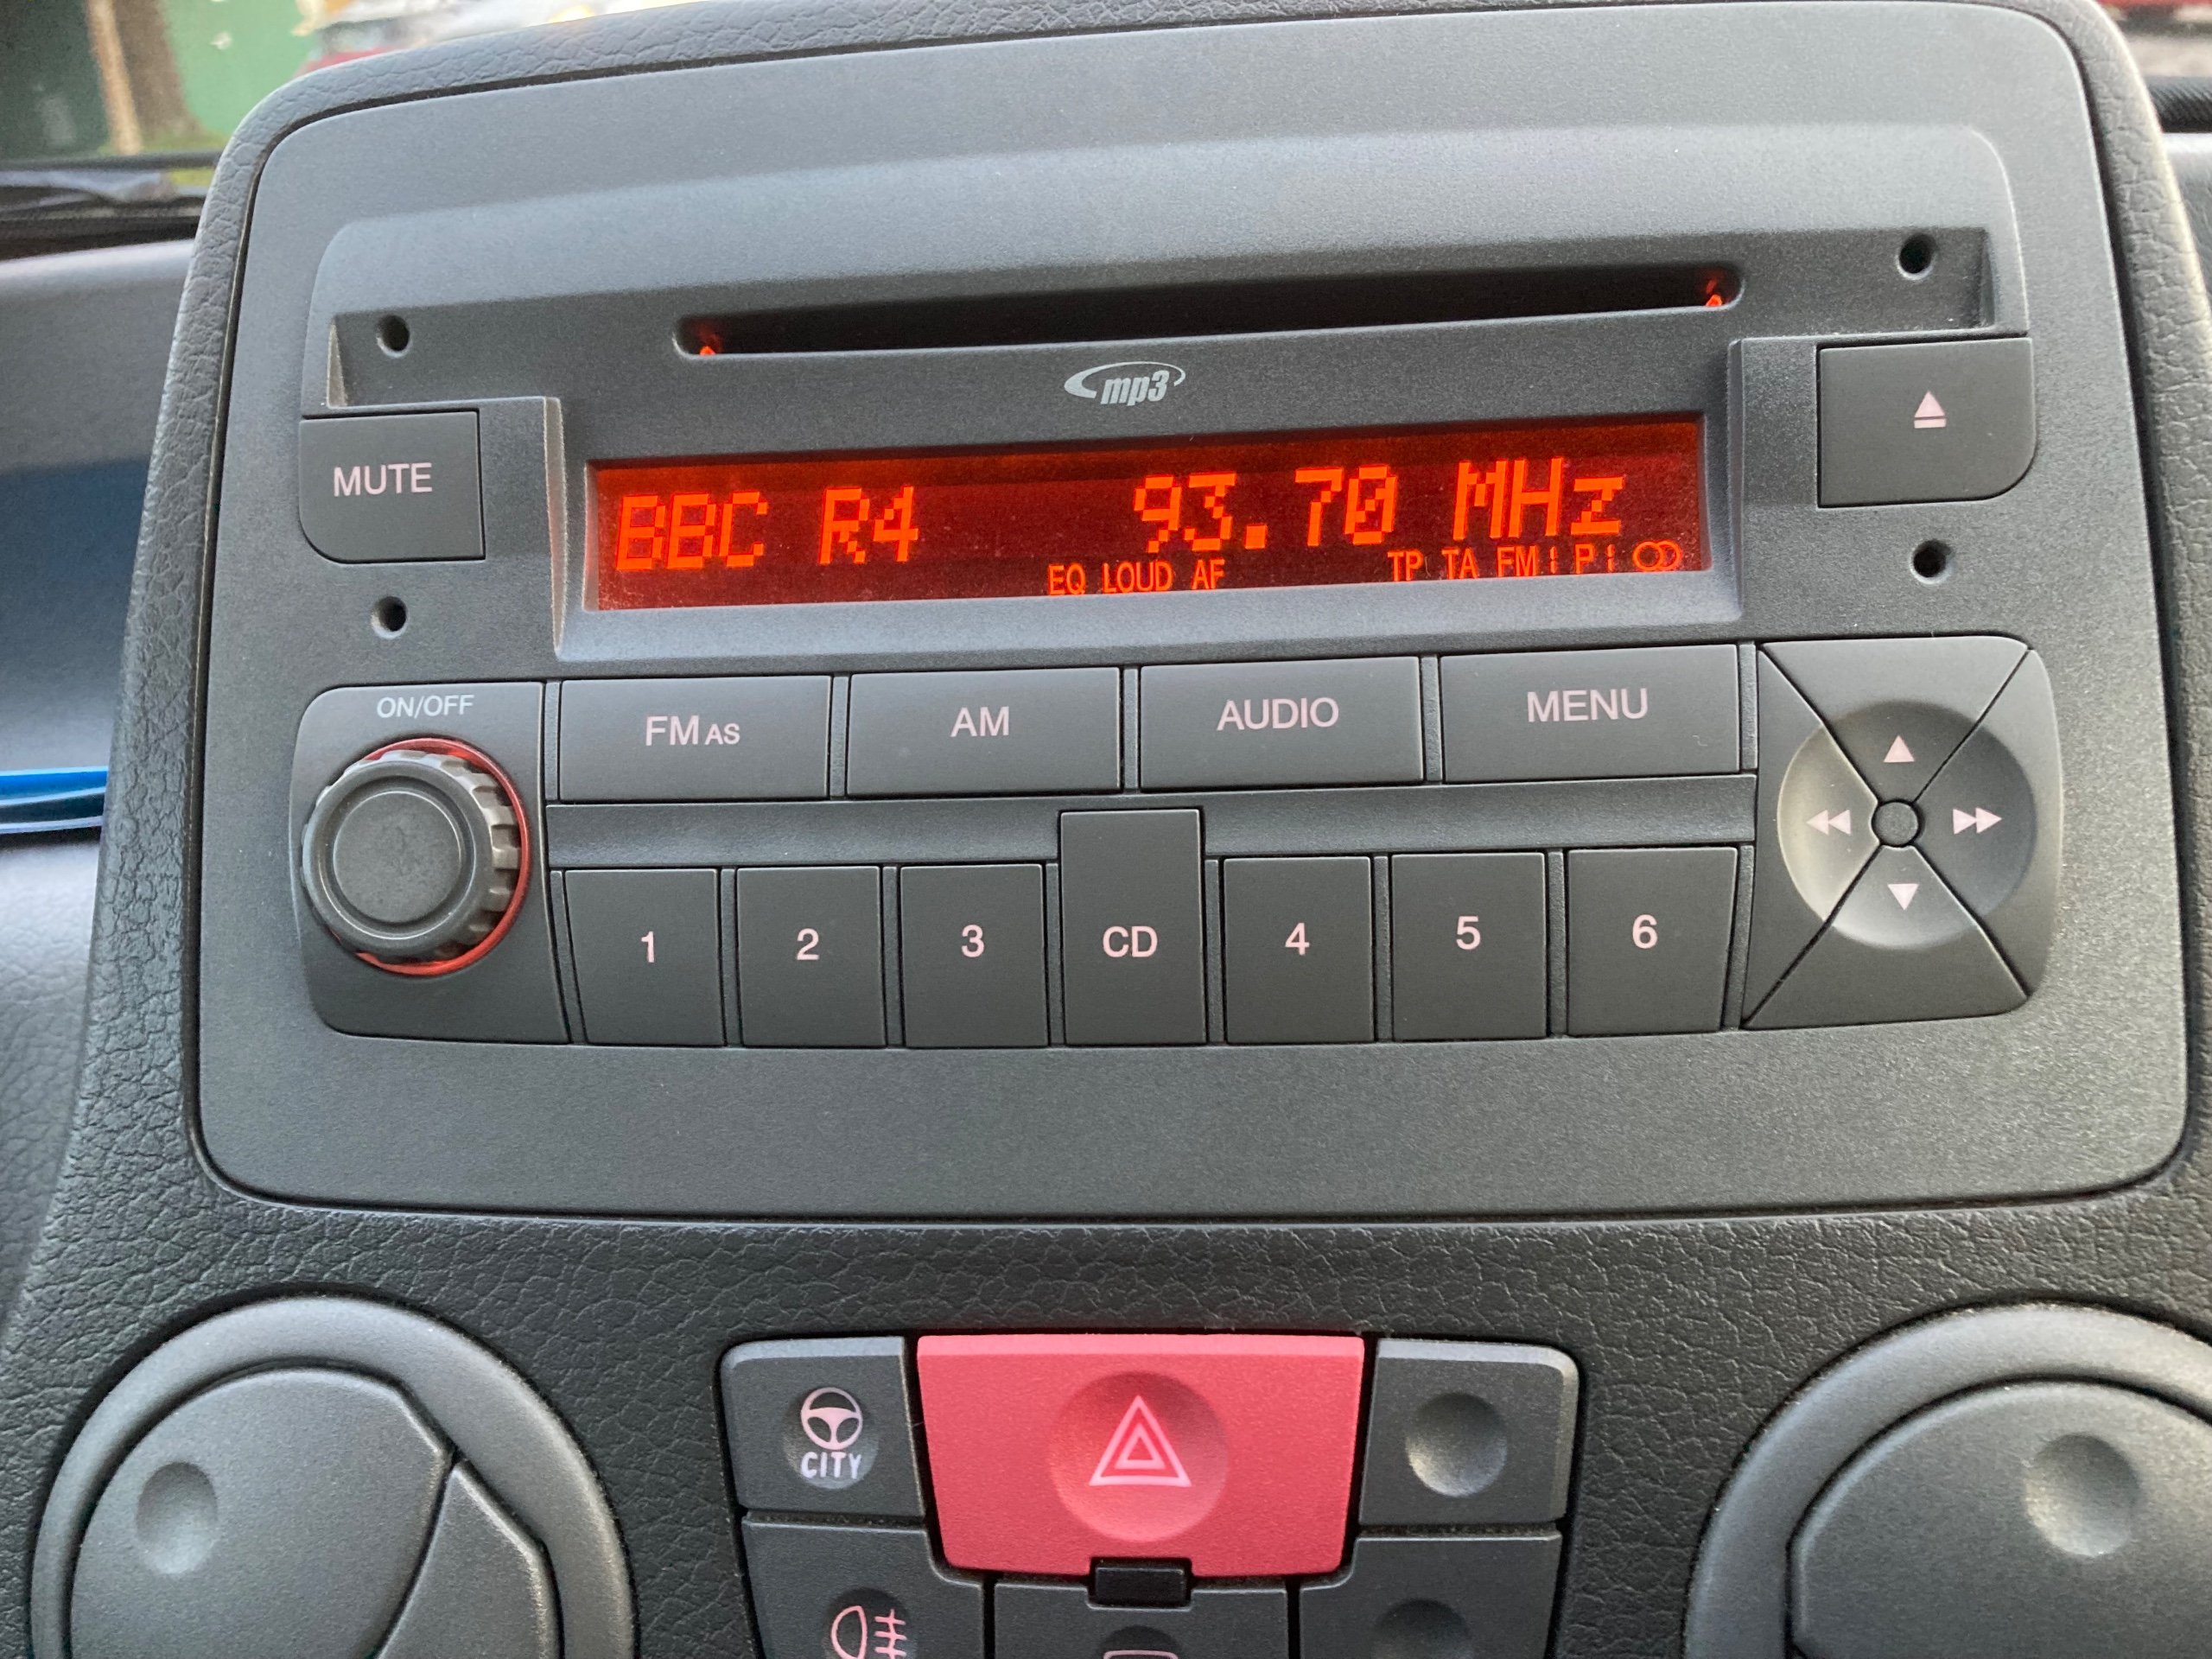 mp3
MUTE
BBC R4 93.70 MHz
EQ LOUD AF TP TA FM P
ON/OFF
FM AS AM AUDIO MENU
1 2 3 CD 4 5 6
CITY